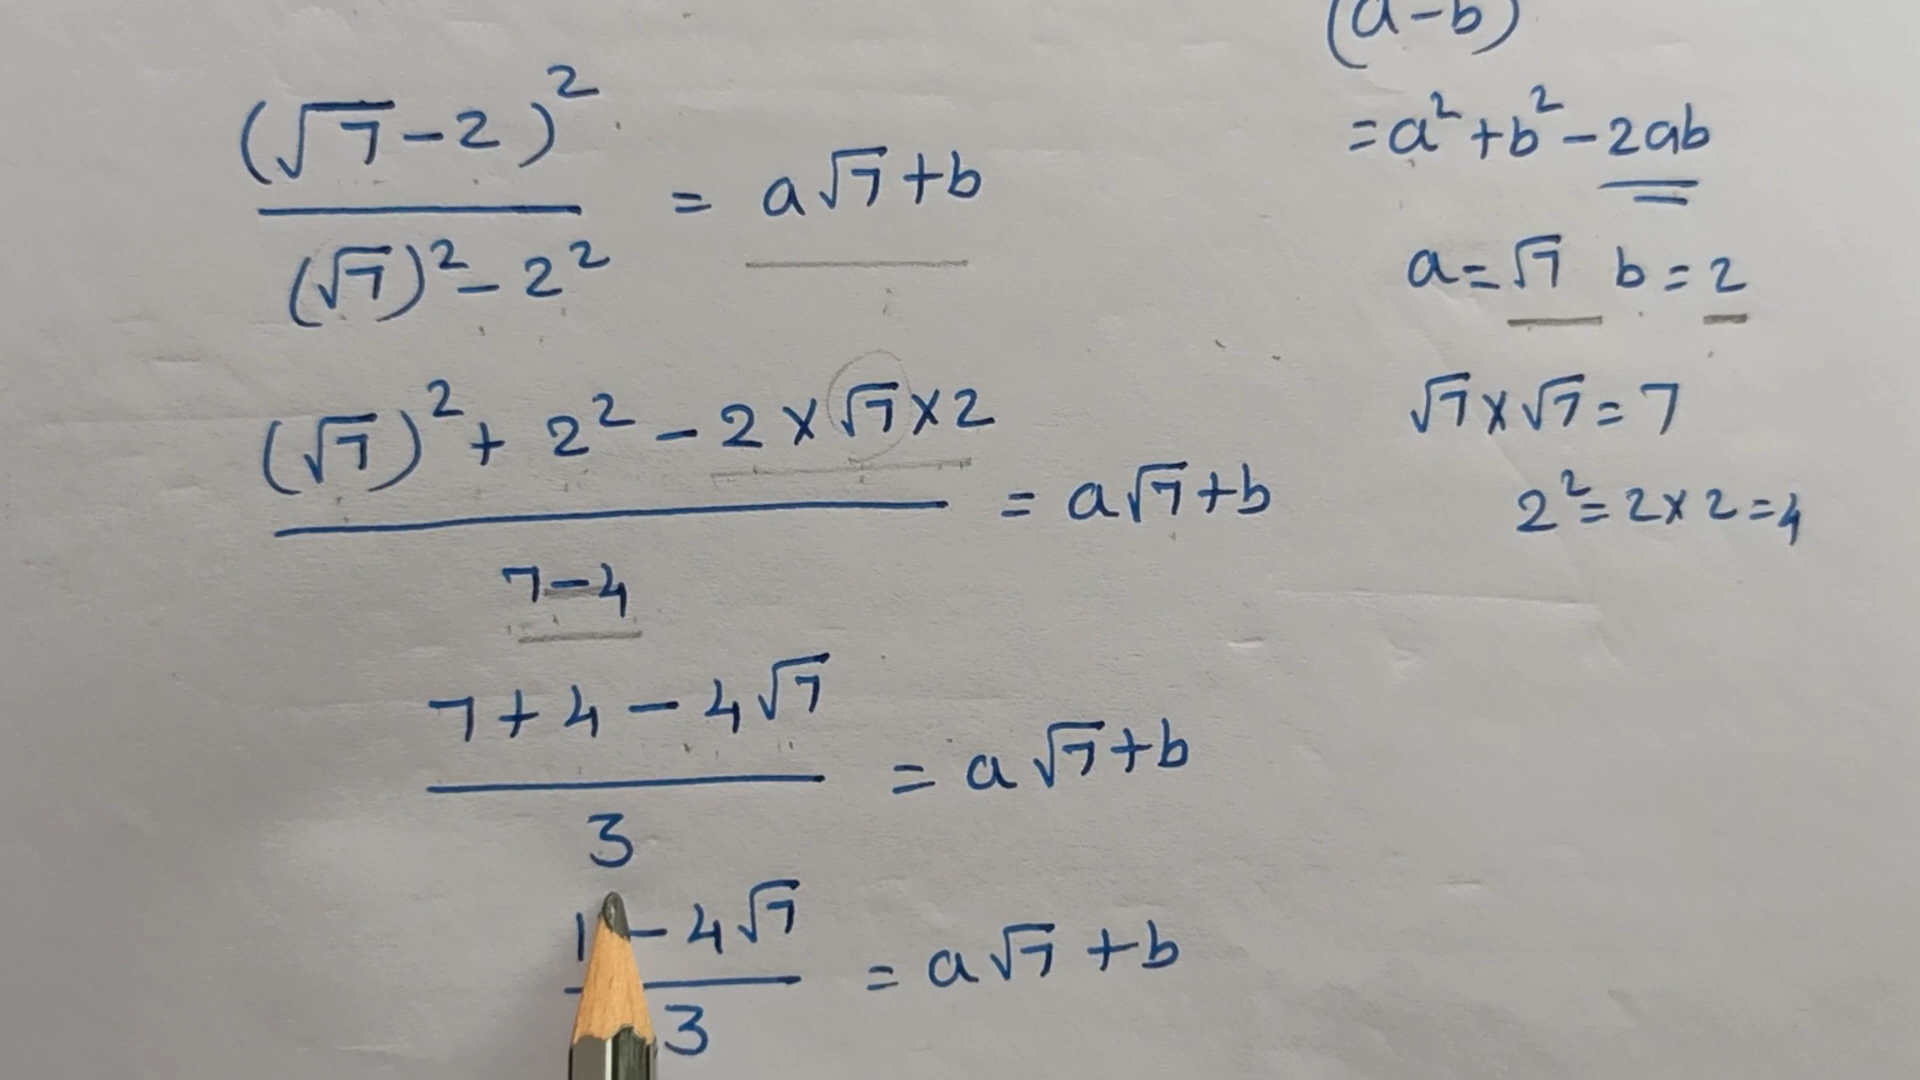 (√7-2)²
/ (√7)²-2² = a√7+b
(√7)²+ 2² - 2 × √7 × 2
/ 7-4 = a√7+b
7+4-4√7
/ 3 = a√7+b
-4√7
/ 3 = a√7+b
(a-b)
=a²+b²-2ab
a=√7 b=2
√7×√7=7
2²=2×2=4